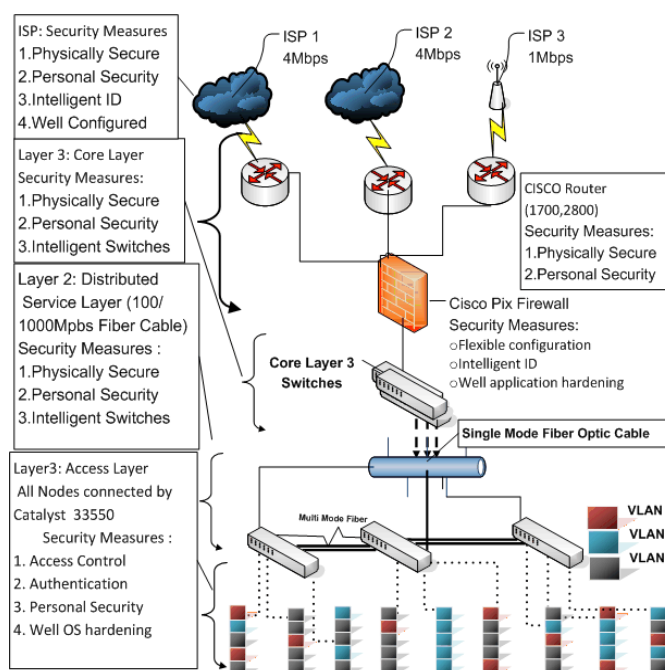 ISP: Security Measures
1.Physically Secure
2.Personal Security
3.Intelligent ID
4.Well Configured
ISP 1
4Mbps
ISP 2
4Mbps
ISP 3
1Mbps
Layer 3: Core Layer
Security Measures:
1.Physically Secure
2.Personal Security
3.Intelligent Switches
CISCO Router
(1700,2800)
Security Measures:
1.Physically Secure
2.Personal Security
Layer 2: Distributed
Service Layer (100/
1000Mpbs Fiber Cable)
Security Measures :
1.Physically Secure
2.Personal Security
3.Intelligent Switches
Cisco Pix Firewall
Security Measures:
oFlexible configuration
oIntelligent ID
oWell application hardening
Core Layer 3
Switches
Single Mode Fiber Optic Cable
Layer3: Access Layer
All Nodes connected by
Catalyst 33550
Security Measures :
1. Access Control
2. Authentication
3. Personal Security
4. Well OS hardening
Multi Mode Fiber
VLAN
VLAN
VLAN